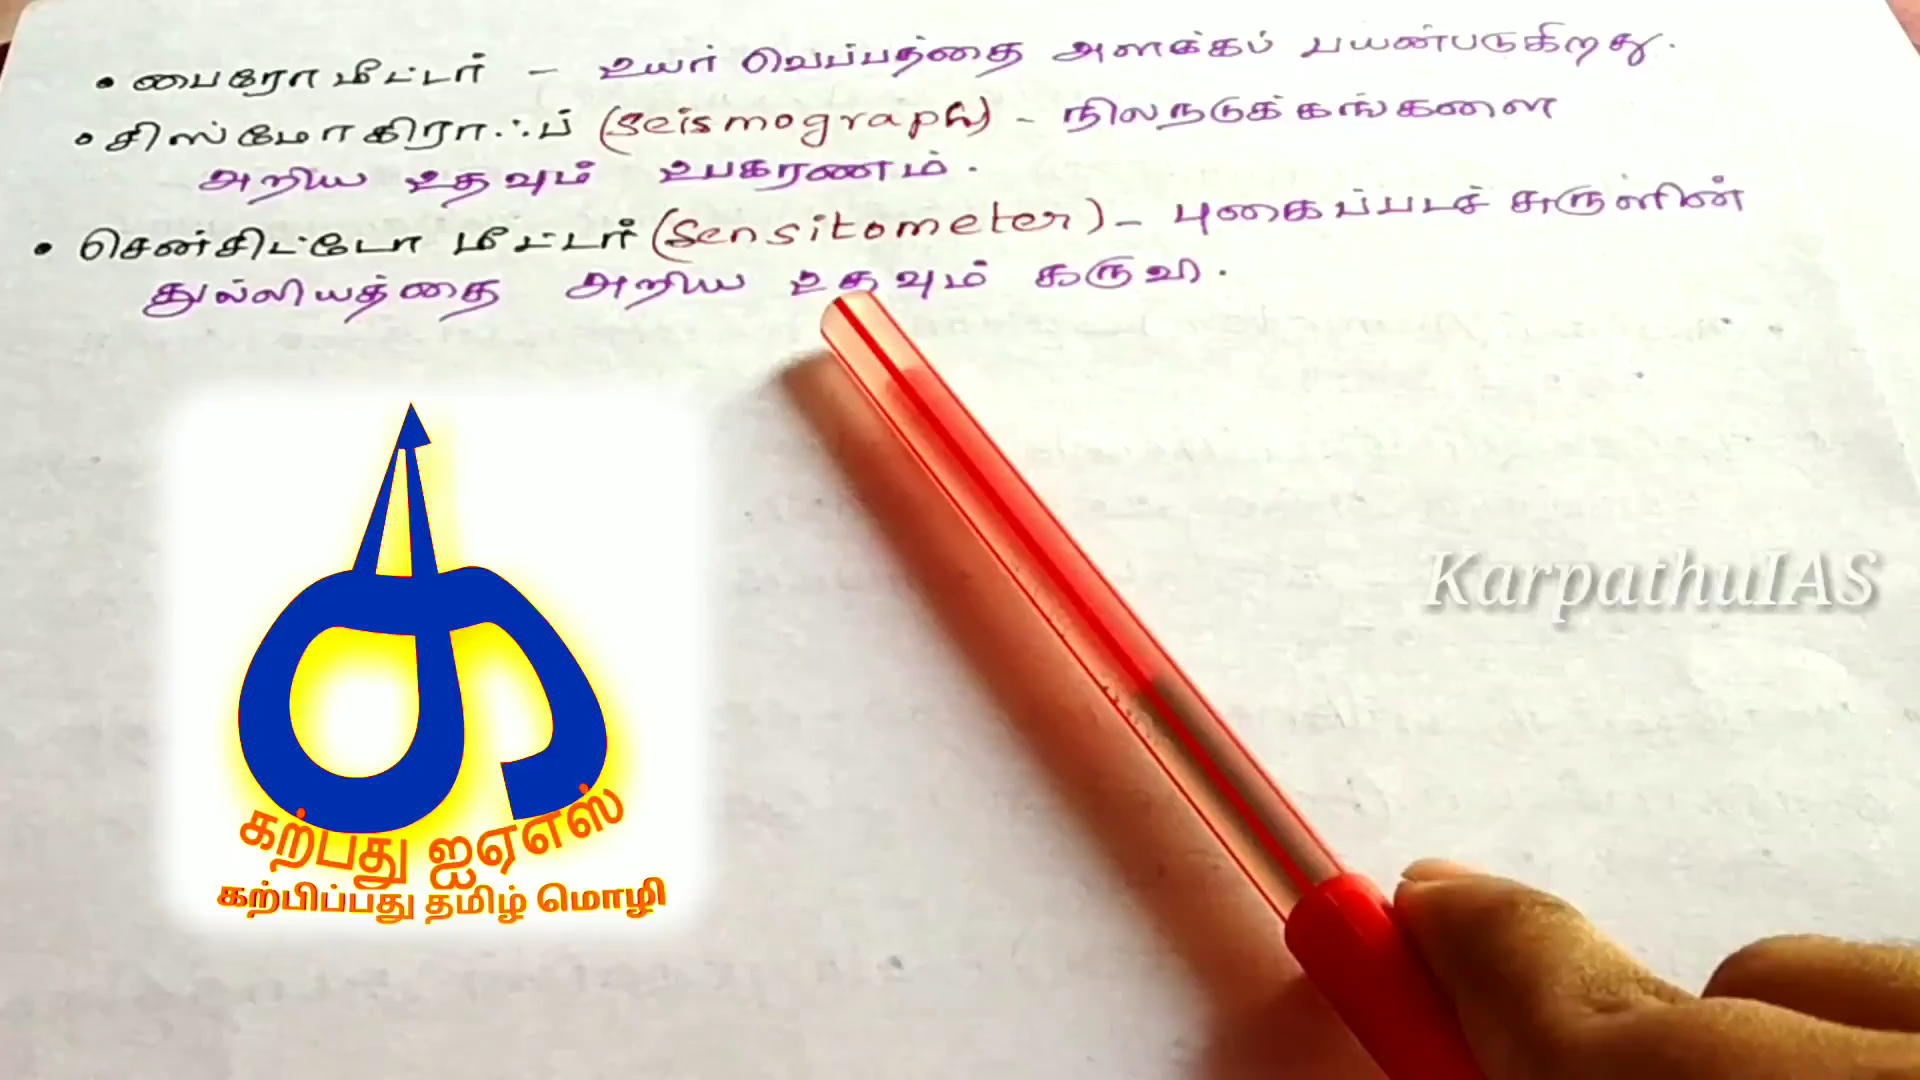 • பைரோமீட்டர் - உயர் வெப்பத்தை அளக்கப் பயன்படுகிறது.
• சிஸ்மோகிராஃப் (Seismograph) - நிலநடுக்கங்களை
அறிய உதவும் உபகரணம்.
• சென்சிட்டோ மீட்டர் (Sensitometer) - புகைப்படச் சுருளின்
துல்லியத்தை அறிய உதவும் கருவி.
KarpathuIAS
கற்பது ஐஏஎஸ்
கற்பிப்பது தமிழ் மொழி